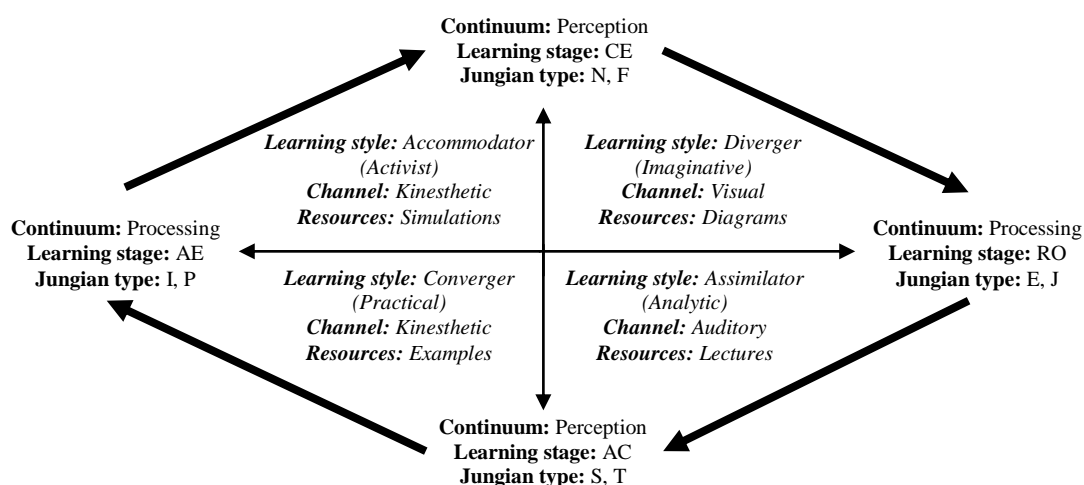 Continuum: Perception
Learning stage: CE
Jungian type: N, F
Learning style: Accommodator
(Activist)
Channel: Kinesthetic
Resources: Simulations
Learning style: Diverger
(Imaginative)
Channel: Visual
Resources: Diagrams
Continuum: Processing
Learning stage: AE
Jungian type: I, P
Continuum: Processing
Learning stage: RO
Jungian type: E, J
Learning style: Converger
(Practical)
Channel: Kinesthetic
Resources: Examples
Learning style: Assimilator
(Analytic)
Channel: Auditory
Resources: Lectures
Continuum: Perception
Learning stage: AC
Jungian type: S, T